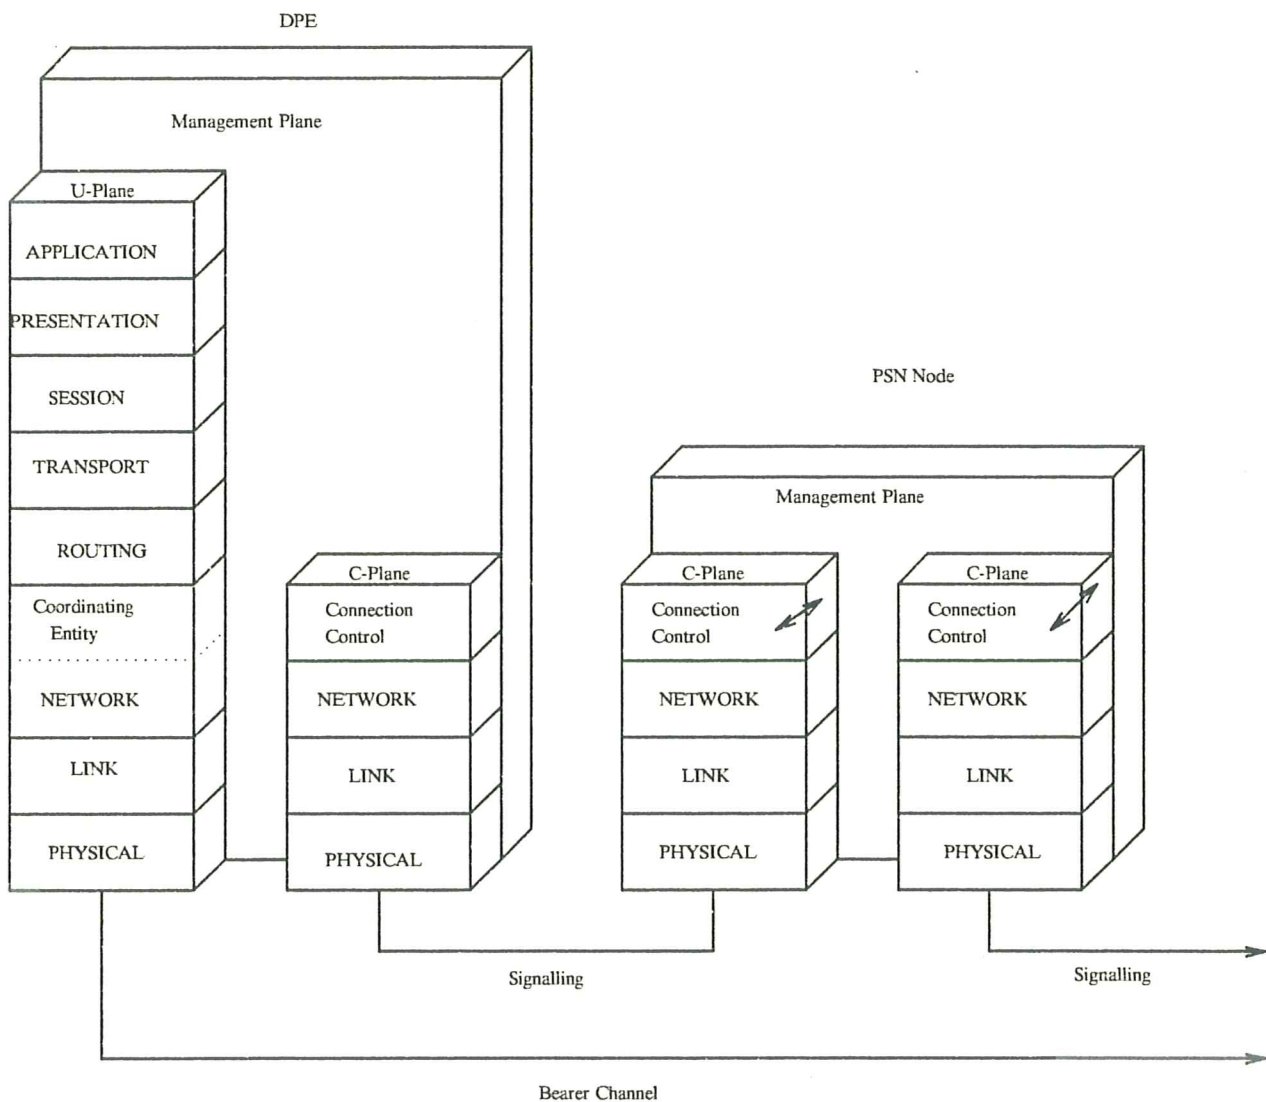 DPE
Management Plane
U-Plane
APPLICATION
PRESENTATION
SESSION
TRANSPORT
ROUTING
Coordinating
Entity
NETWORK
LINK
PHYSICAL
C-Plane
Connection
Control
NETWORK
LINK
PHYSICAL
PSN Node
Management Plane
C-Plane
Connection
Control
NETWORK
LINK
PHYSICAL
C-Plane
Connection
Control
NETWORK
LINK
PHYSICAL
Signalling
Signalling
Bearer Channel